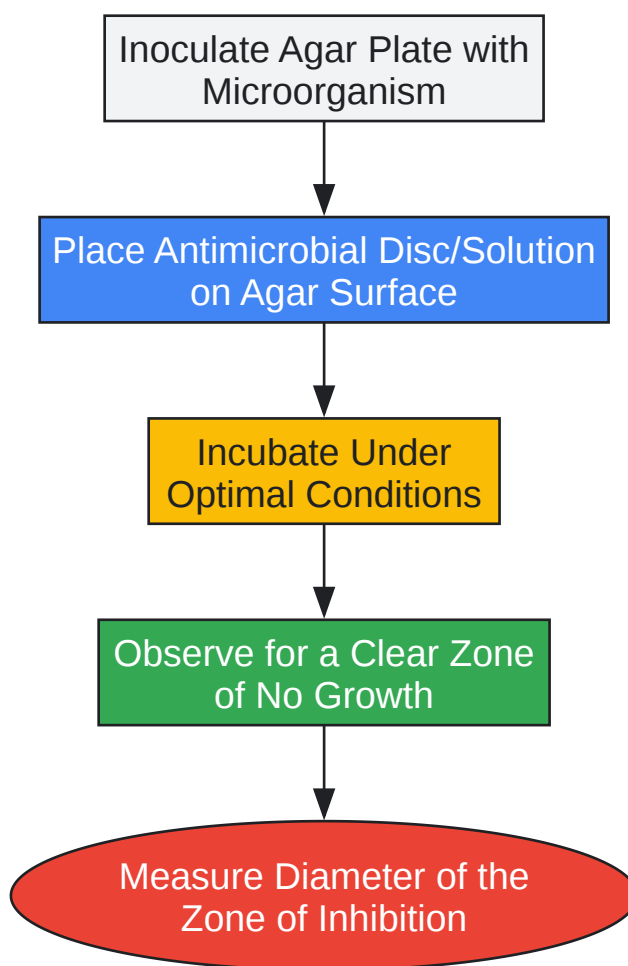 Inoculate Agar Plate with
Microorganism
Place Antimicrobial Disc/Solution
on Agar Surface
Incubate Under
Optimal Conditions
Observe for a Clear Zone
of No Growth
Measure Diameter of the
Zone of Inhibition